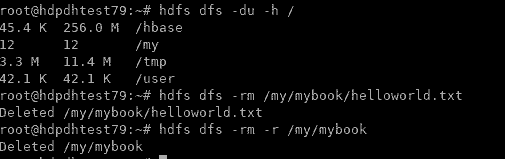 root@hdpdhtest79:~# hdfs dfs -du -h /
45.4 K  256.0 M  /hbase
12      12       /my
3.3 M   11.4 M   /tmp
42.1 K  42.1 K   /user
root@hdpdhtest79:~# hdfs dfs -rm /my/mybook/helloworld.txt
Deleted /my/mybook/helloworld.txt
root@hdpdhtest79:~# hdfs dfs -rm -r /my/mybook
Deleted /my/mybook